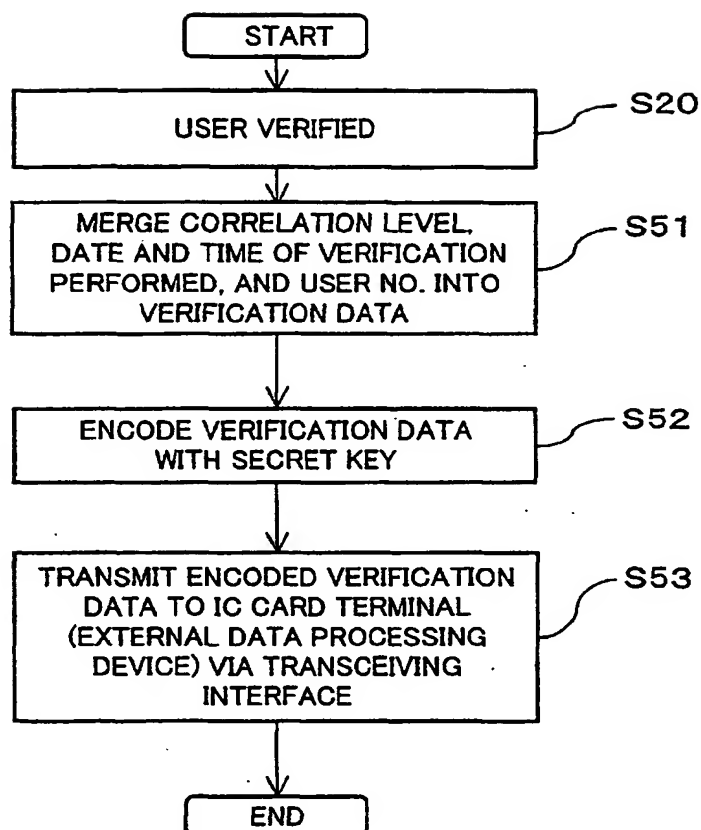 START
USER VERIFIED
S20
MERGE CORRELATION LEVEL,
DATE AND TIME OF VERIFICATION
PERFORMED, AND USER NO. INTO
VERIFICATION DATA
S51
ENCODE VERIFICATION DATA
WITH SECRET KEY
S52
TRANSMIT ENCODED VERIFICATION
DATA TO IC CARD TERMINAL
(EXTERNAL DATA PROCESSING
DEVICE) VIA TRANSCEIVING
INTERFACE
S53
END